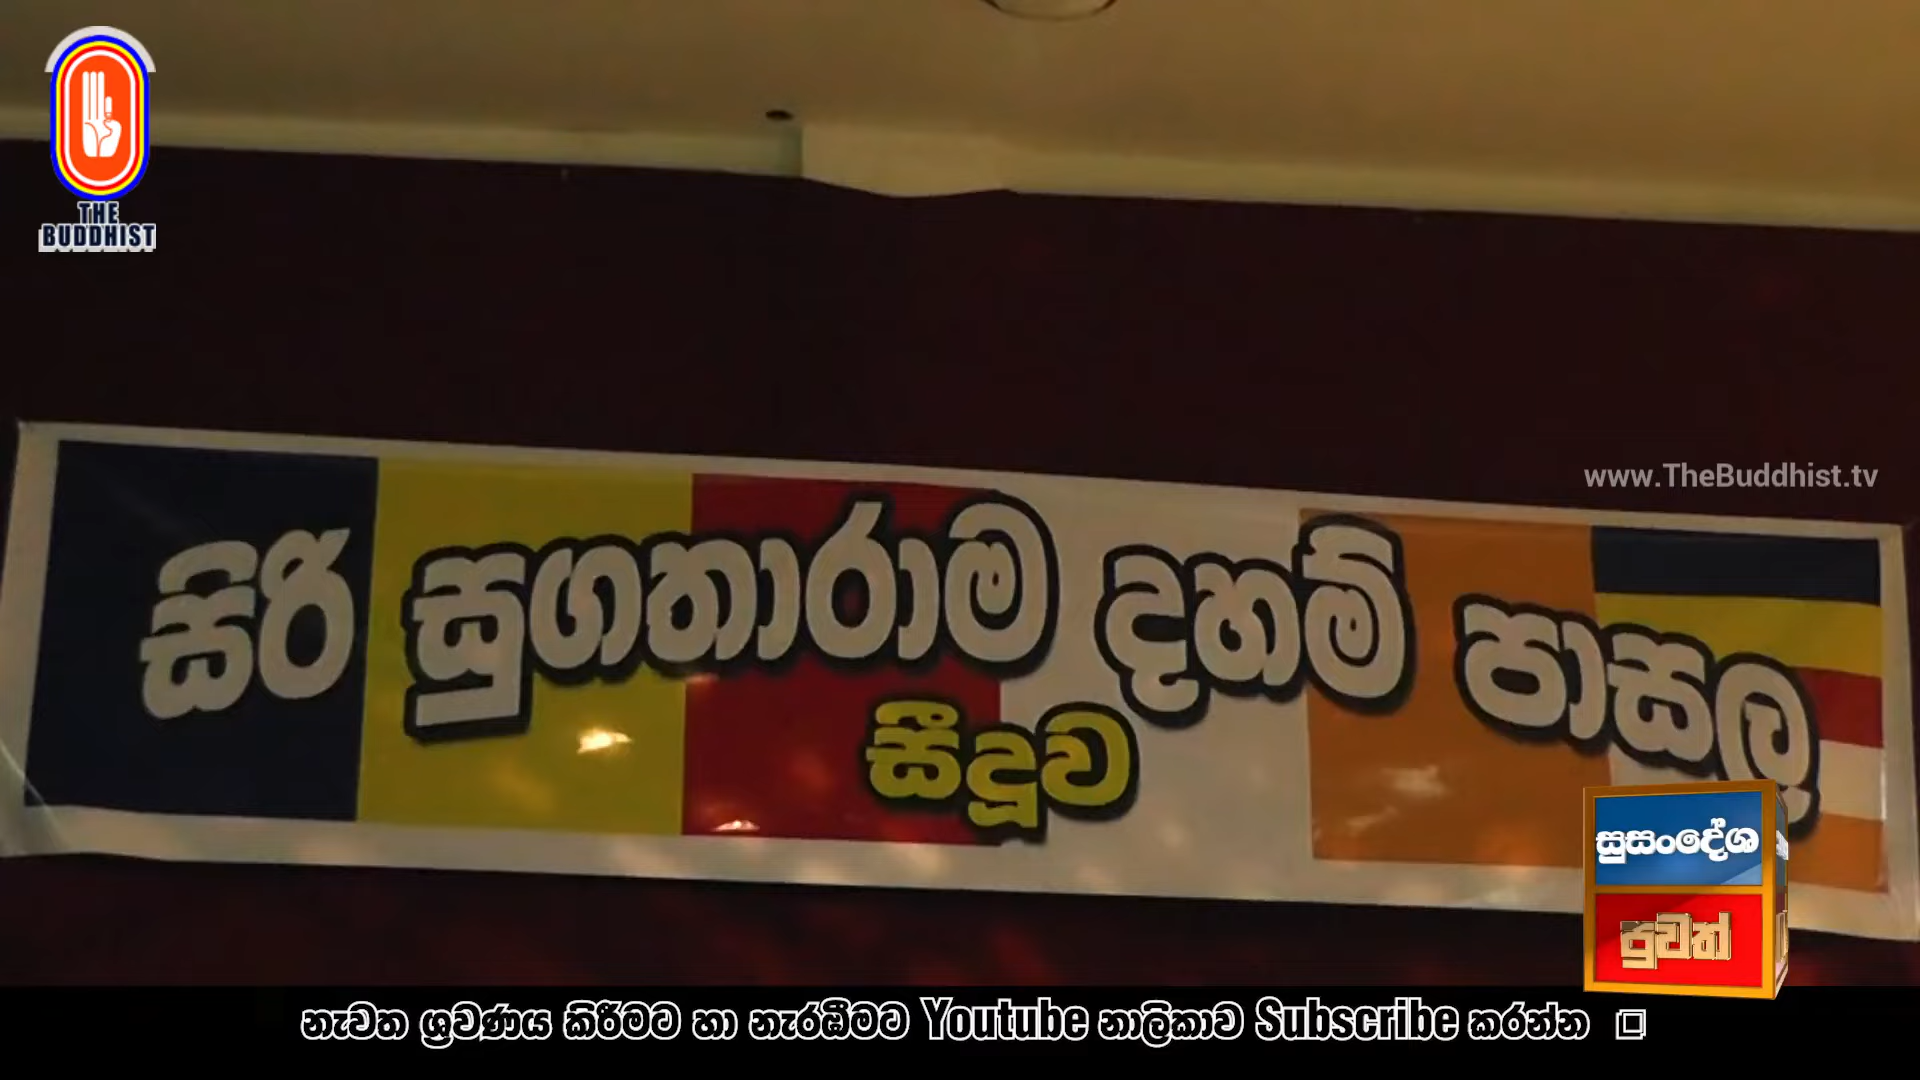 THE
BUDDHIST
www.TheBuddhist.tv
සිරි සුගතාරාම දහම් පාසල
සීදූව
සුසංදේශ
පුවත්
නැවත ශ්‍රවණය කිරීමට හා නැරඹීමට Youtube නාලිකාව Subscribe කරන්න